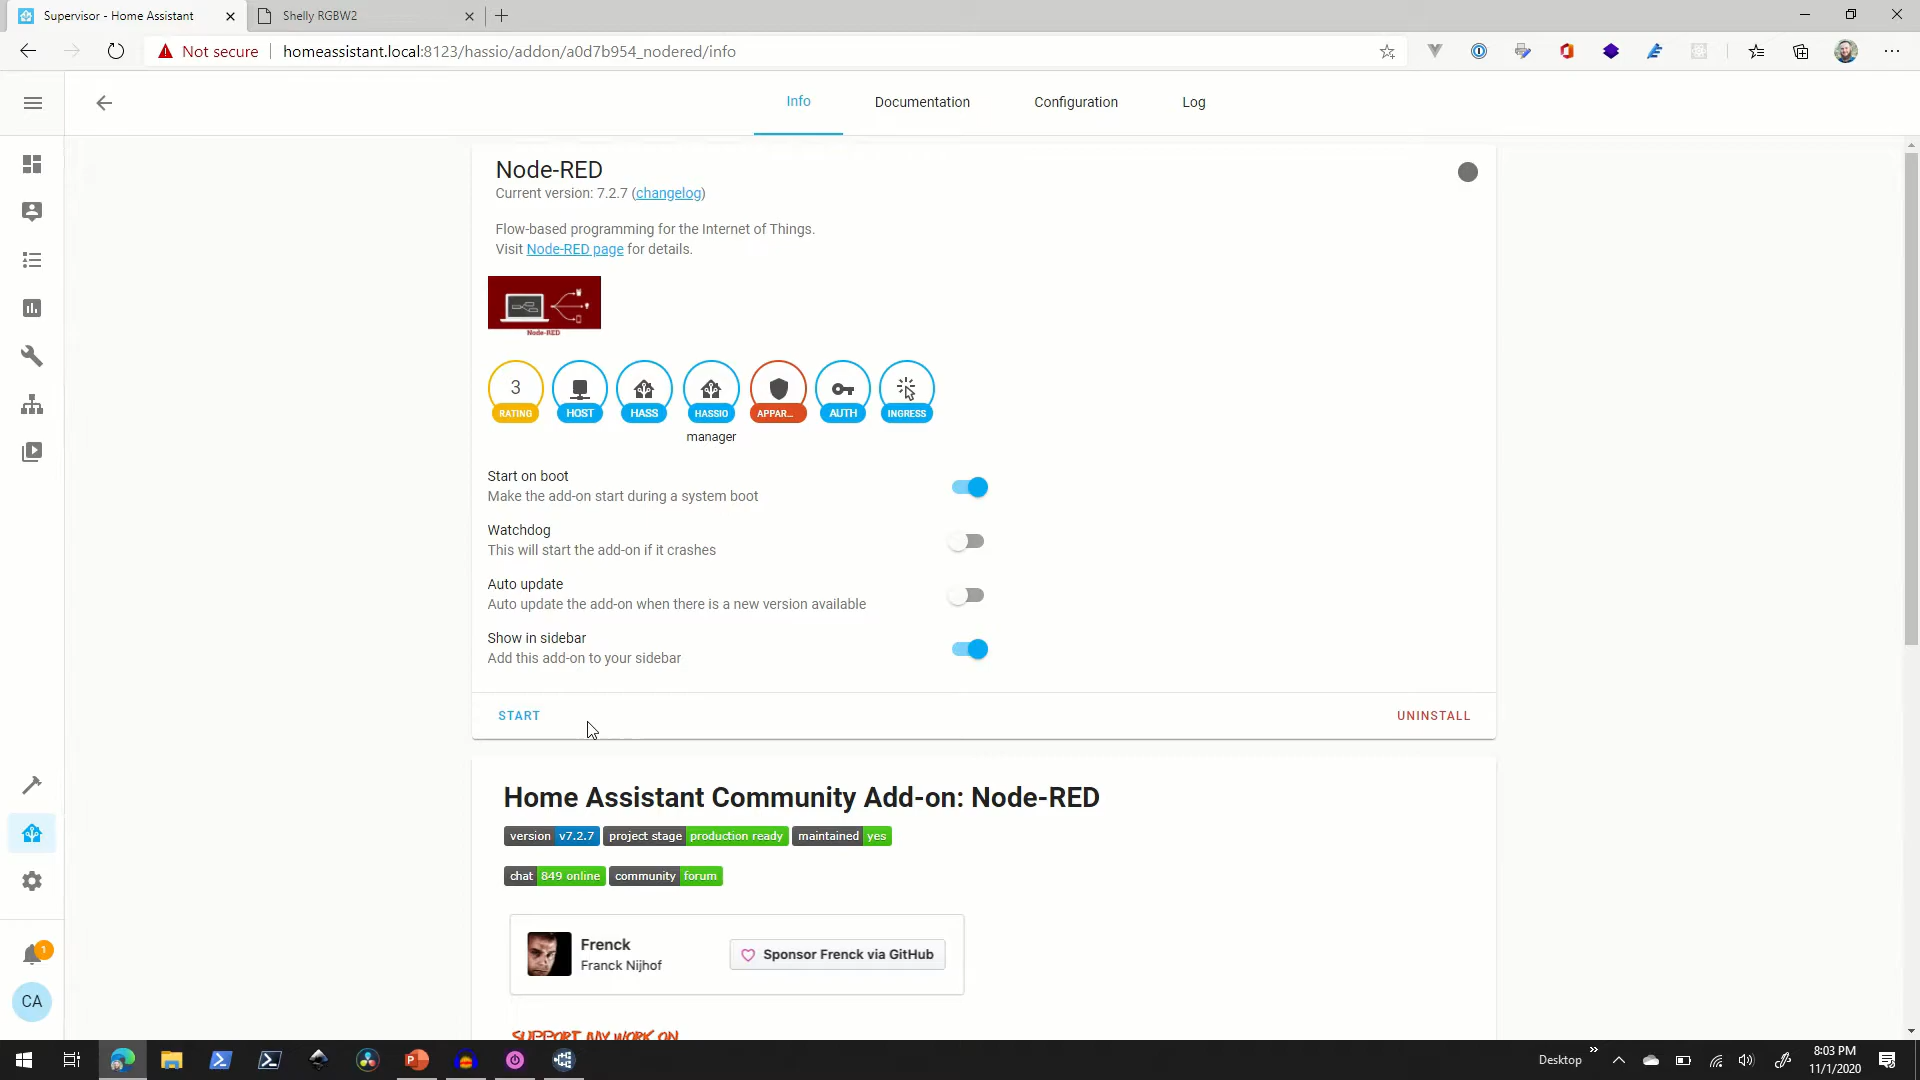 Supervisor - Home Assistant
Shelly RGBW2
Not secure
homeassistant.local:8123/hassio/addon/a0d7b954_nodered/info
Info
Documentation
Configuration
Log
Node-RED
Current version: 7.2.7 (changelog)
Flow-based programming for the Internet of Things.
Visit Node-RED page for details.
Node-RED
3
RATING
HOST
HASS
HASSIO
APPAR...
AUTH
INGRESS
manager
Start on boot
Make the add-on start during a system boot
Watchdog
This will start the add-on if it crashes
Auto update
Auto update the add-on when there is a new version available
Show in sidebar
Add this add-on to your sidebar
START
UNINSTALL
Home Assistant Community Add-on: Node-RED
version v7.2.7 project stage production ready maintained yes
chat 849 online community forum
Frenck
Franck Nijhof
Sponsor Frenck via GitHub
SUPPORT MY WORK ON
1
CA
Desktop
8:03 PM
11/1/2020